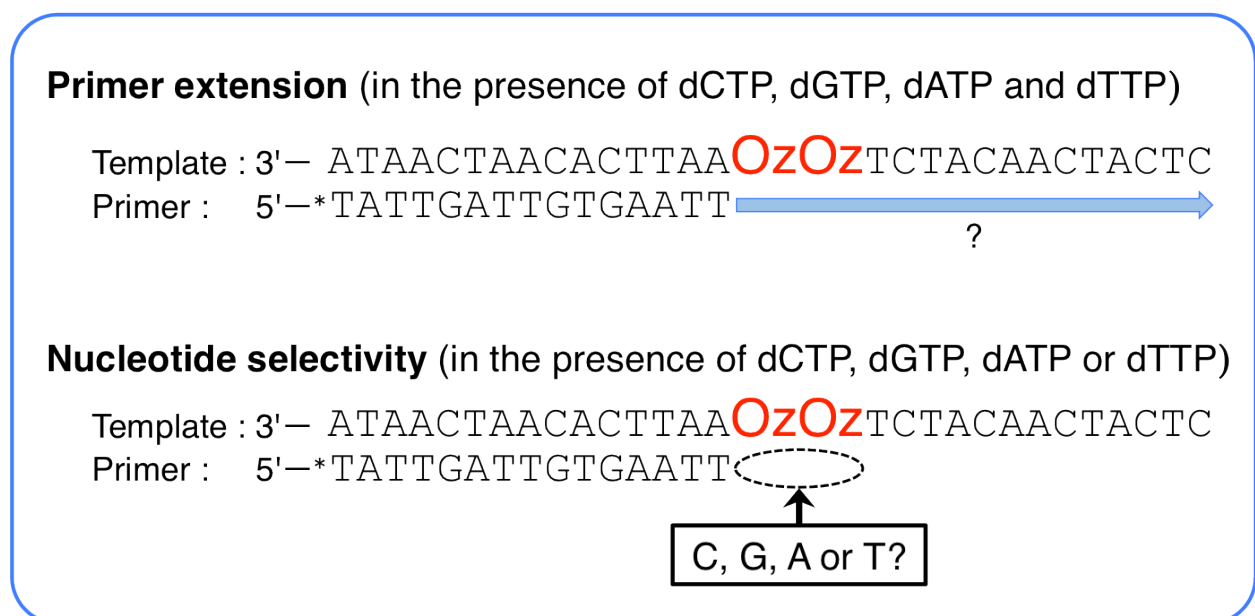 Primer extension (in the presence of dCTP, dGTP, dATP and dTTP)
Template : 3'— ATAACTAACACTTAAOzOzTCTACAACTACTC
Primer : 5'—*TATTGATTGTGAATT
?
Nucleotide selectivity (in the presence of dCTP, dGTP, dATP or dTTP)
Template : 3'— ATAACTAACACTTAAOzOzTCTACAACTACTC
Primer : 5'—*TATTGATTGTGAATT
C, G, A or T?